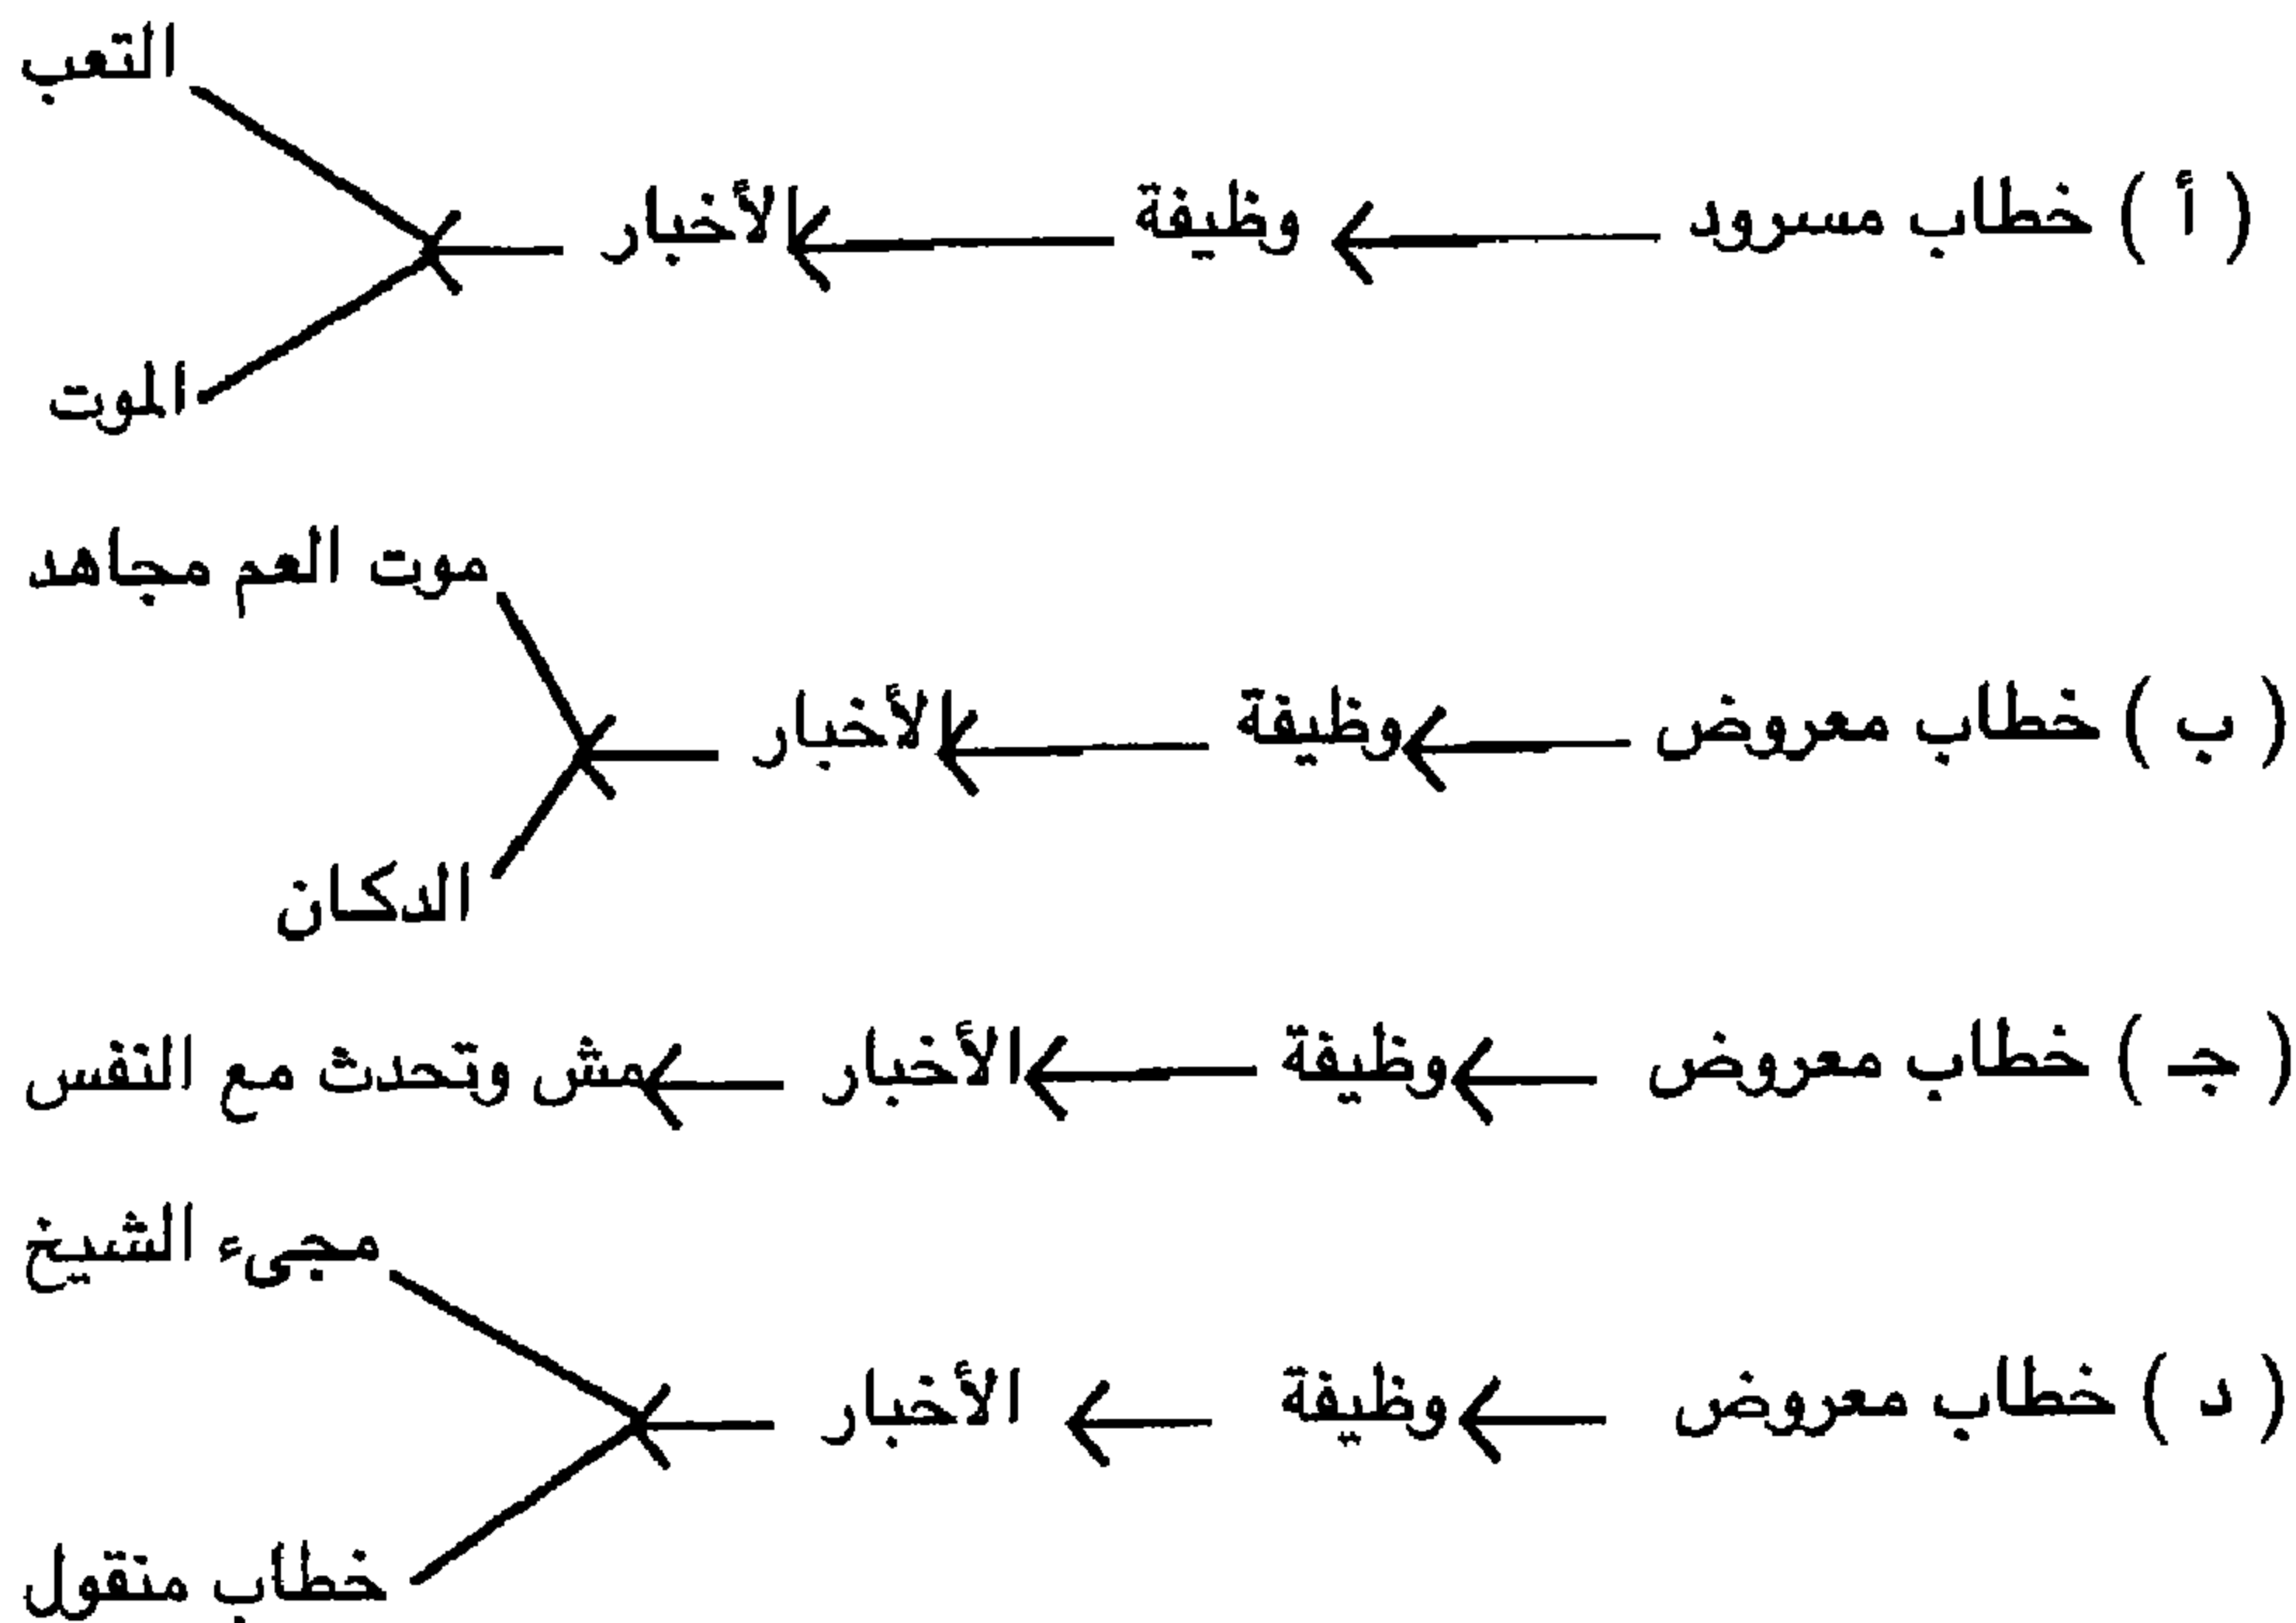 التعب
( أ ) خطاب مسرود وظيفة الأخبار
الموت
موت العم مجاهد
( ب ) خطاب معروض وظيفة الأخبار
الدكان
( جـ ) خطاب معروض وظيفة الأخبار مش وتحدث مع النفس
مجىء الشيخ
( د ) خطاب معروض وظيفة الأخبار
خطاب منقول